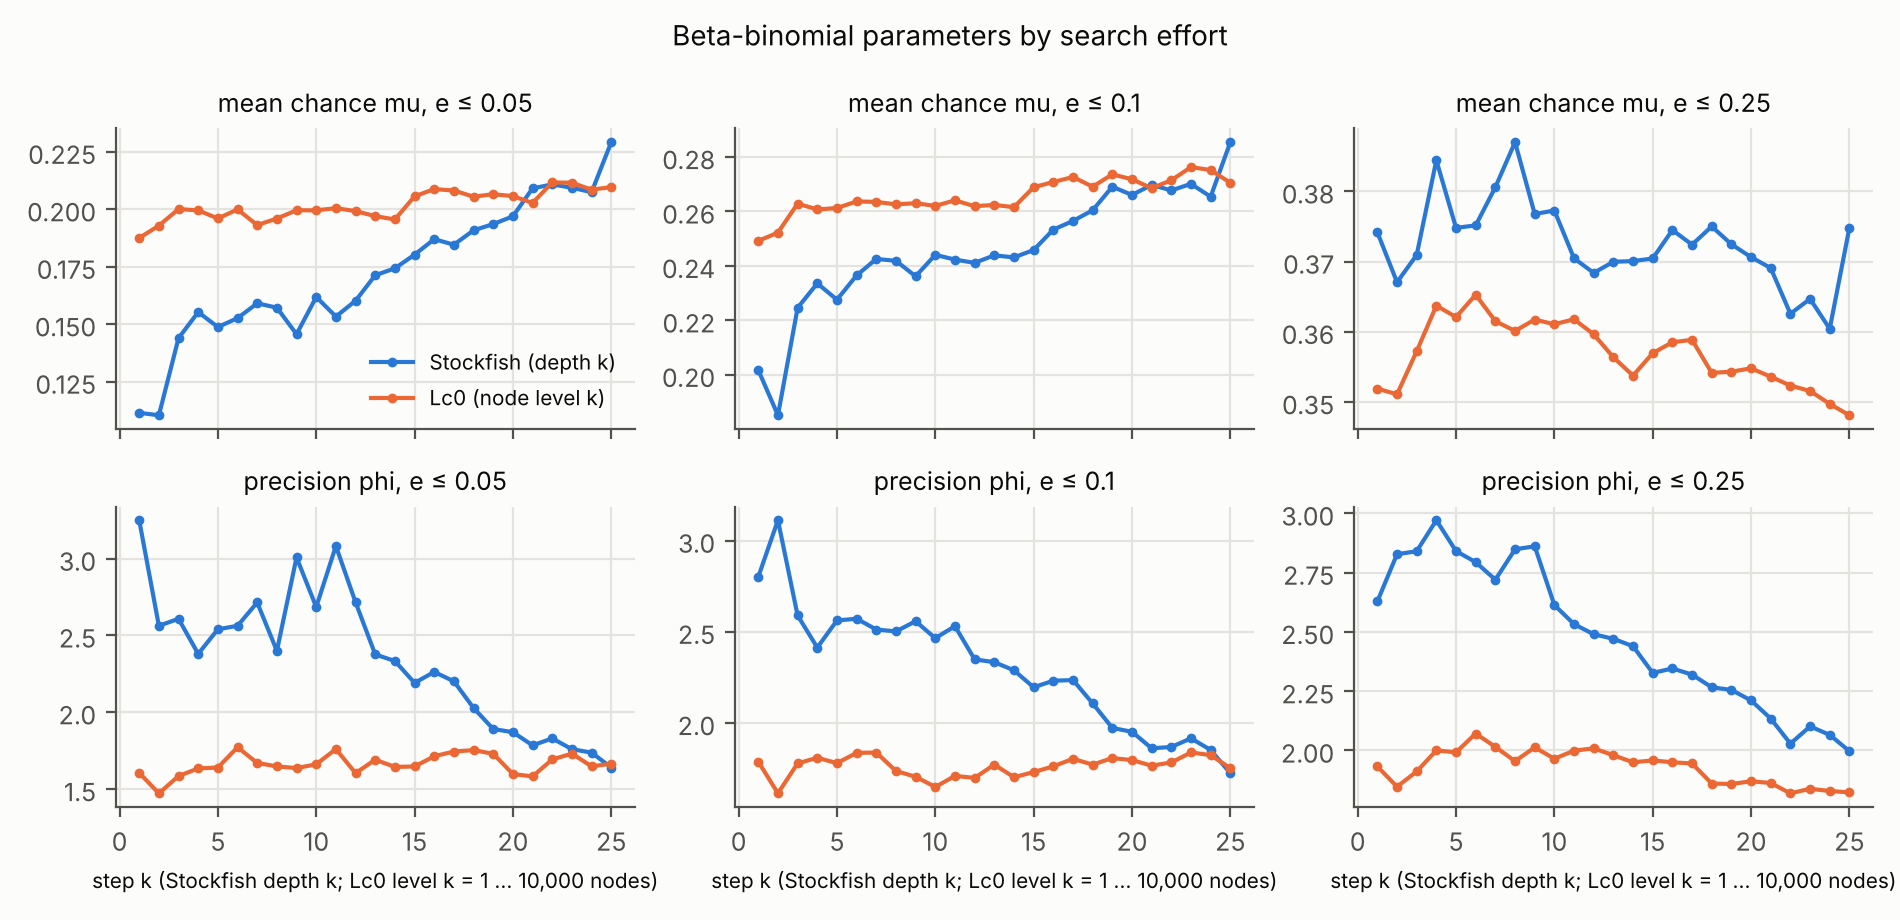 Beta-binomial parameters by search effort
mean chance mu, e ≤ 0.05
0.225
0.200
0.175
0.150
0.125
Stockfish (depth k)
Lc0 (node level k)
mean chance mu, e ≤ 0.1
0.28
0.26
0.24
0.22
0.20
mean chance mu, e ≤ 0.25
0.38
0.37
0.36
0.35
precision phi, e ≤ 0.05
3.0
2.5
2.0
1.5
0 5 10 15 20 25
step k (Stockfish depth k; Lc0 level k = 1 ... 10,000 nodes)
precision phi, e ≤ 0.1
3.0
2.5
2.0
0 5 10 15 20 25
step k (Stockfish depth k; Lc0 level k = 1 ... 10,000 nodes)
precision phi, e ≤ 0.25
3.00
2.75
2.50
2.25
2.00
0 5 10 15 20 25
step k (Stockfish depth k; Lc0 level k = 1 ... 10,000 nodes)